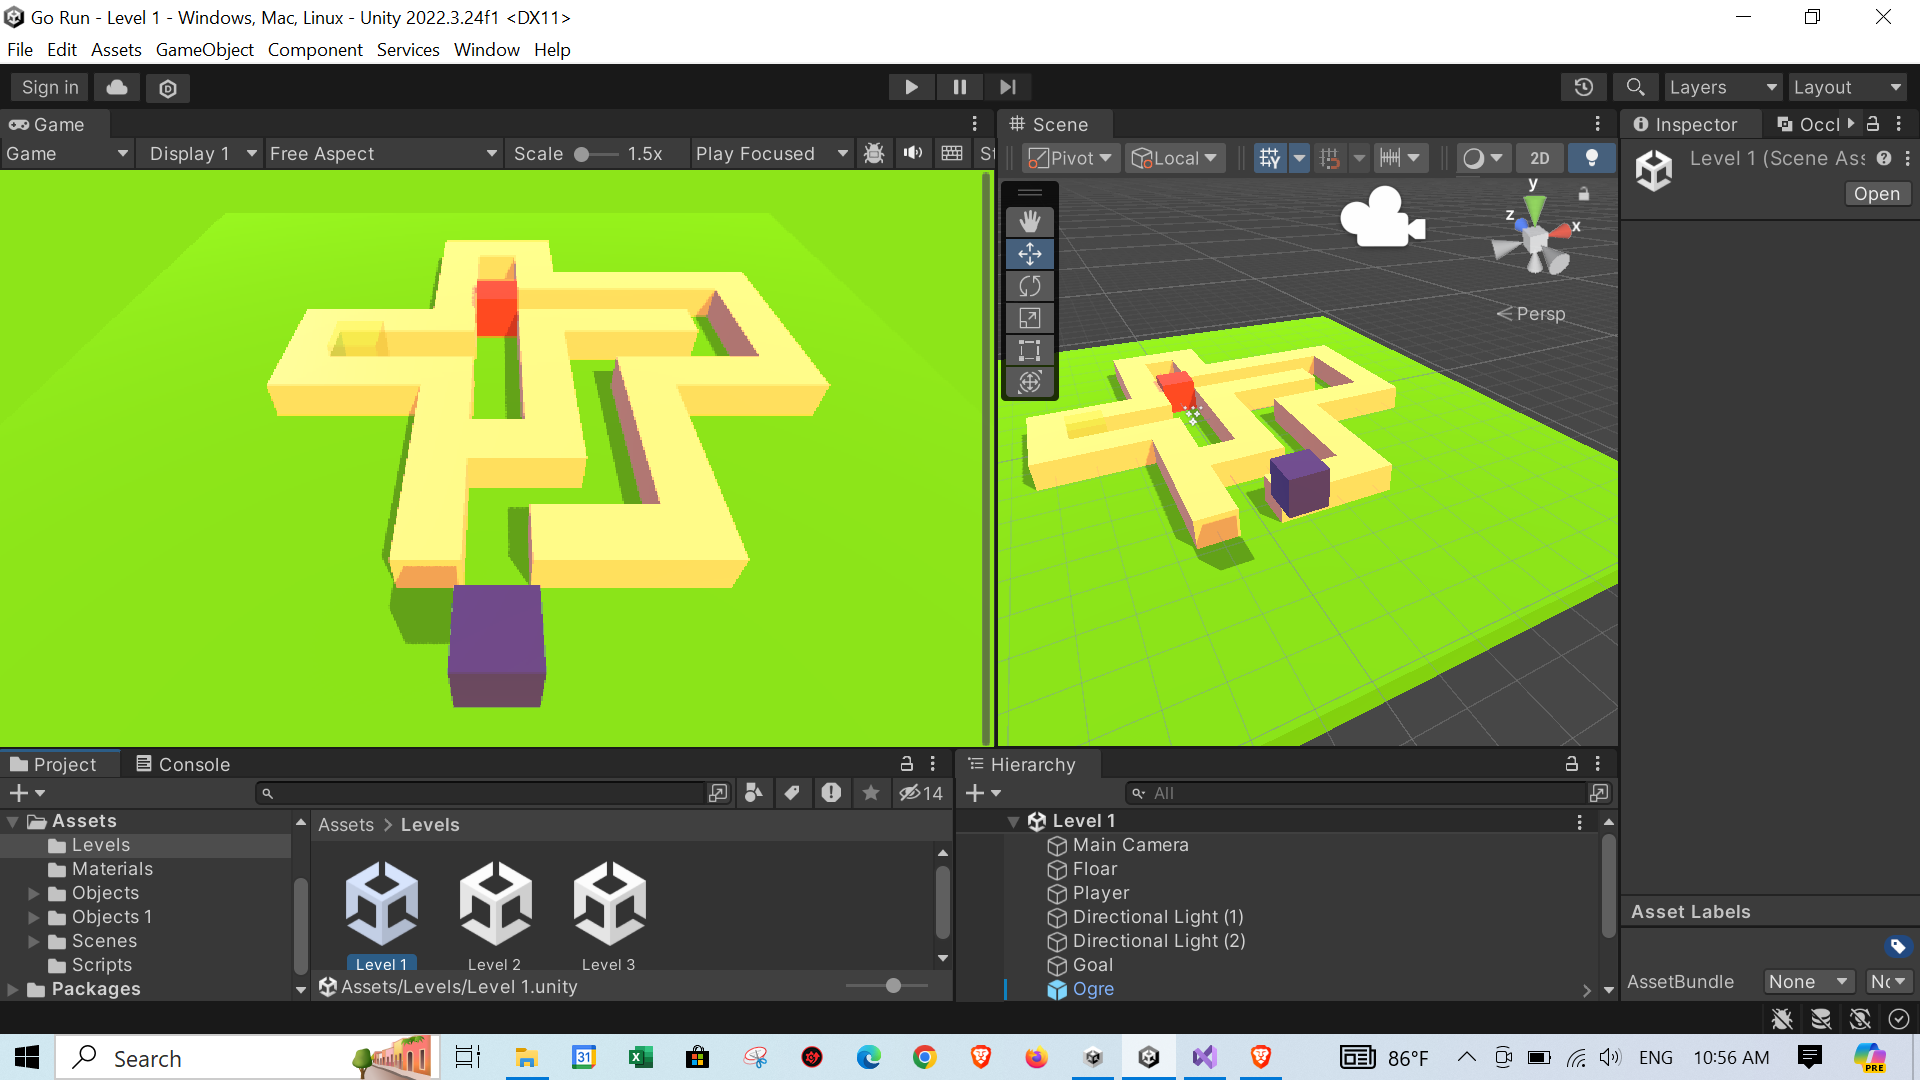 Go Run - Level 1 - Windows, Mac, Linux - Unity 2022.3.24f1 <DX11>
File Edit Assets GameObject Component Services Window Help
Sign in
Layers Layout
Game
Game Display 1 Free Aspect Scale 1.5x Play Focused
Scene
Pivot Local 2D
y
z x
Persp
Inspector Occl
Level 1 (Scene Ass
Open
Project Console
14
Assets
Levels
Materials
Objects
Objects 1
Scenes
Scripts
Packages
Assets > Levels
Level 1 Level 2 Level 3
Assets/Levels/Level 1.unity
Hierarchy
All
Level 1
Main Camera
Floar
Player
Directional Light (1)
Directional Light (2)
Goal
Ogre
Asset Labels
AssetBundle None
Search
31
86°F ENG 10:56 AM
PRE